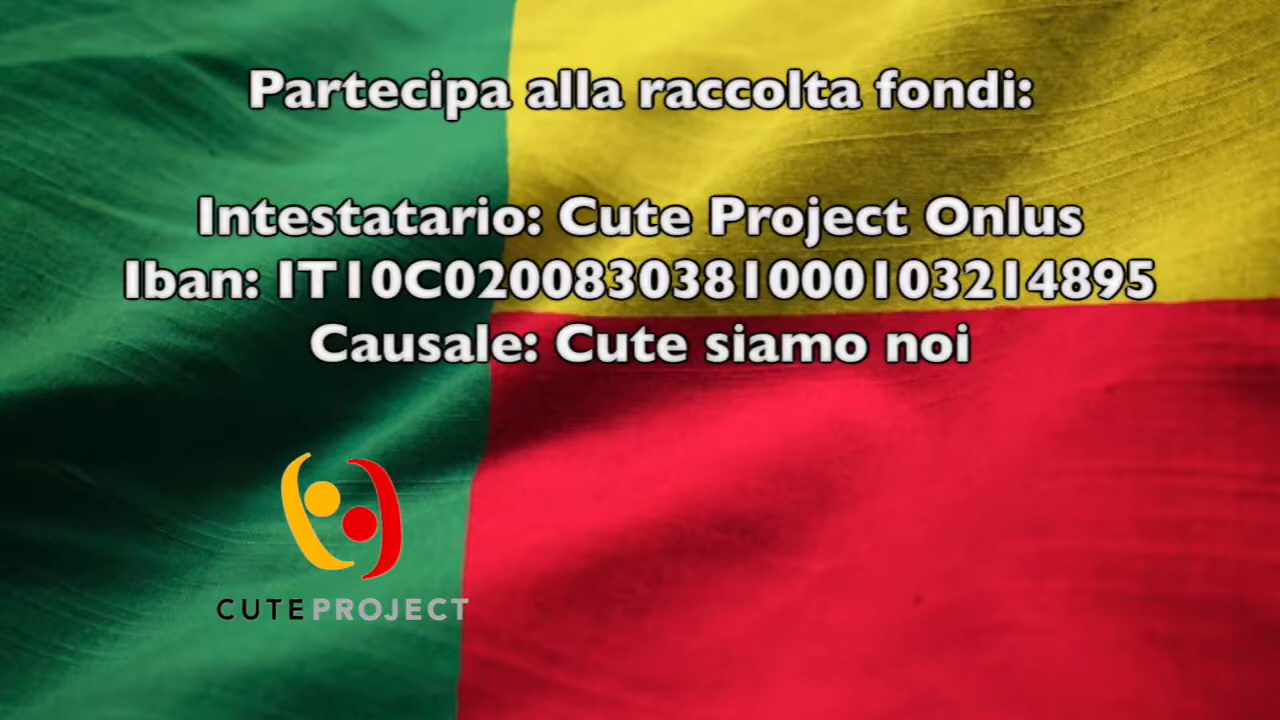 Partecipa alla raccolta fondi:
Intestatario: Cute Project Onlus
Iban: IT10C0200830381000103214895
Causale: Cute siamo noi
CUTEPROJECT